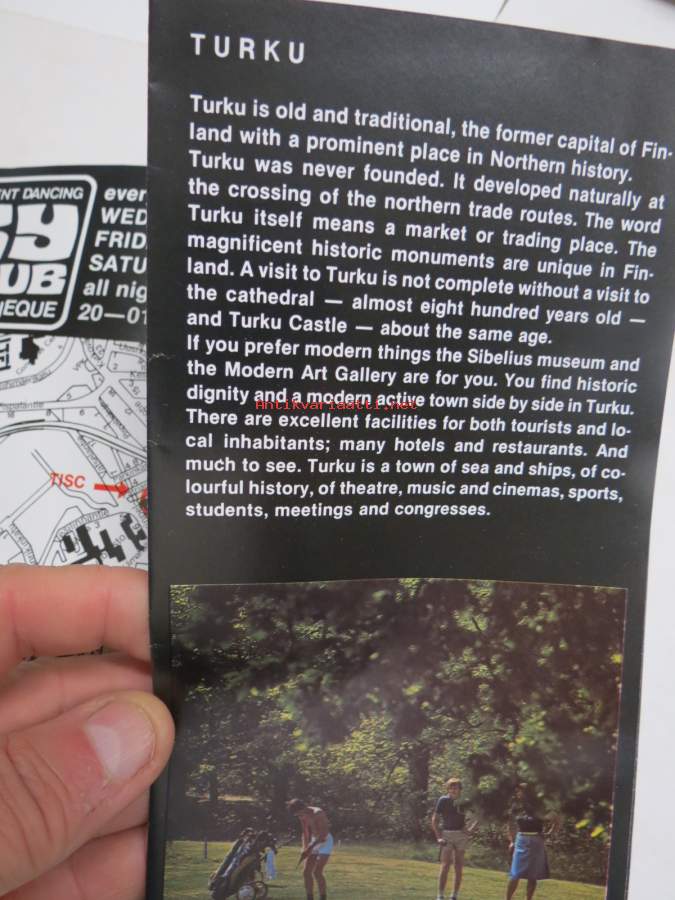 TURKU
Turku is old and traditional, the former capital of Fin-
land with a prominent place in Northern history.
Turku was never founded. It developed naturally at
the crossing of the northern trade routes. The word
Turku itself means a market or trading place. The
magnificent historic monuments are unique in Fin-
land. A visit to Turku is not complete without a visit to
the cathedral — almost eight hundred years old —
and Turku Castle — about the same age.
If you prefer modern things the Sibelius museum and
the Modern Art Gallery are for you. You find historic
dignity and a modern active town side by side in Turku.
There are excellent facilities for both tourists and lo-
cal inhabitants; many hotels and restaurants. And
much to see. Turku is a town of sea and ships, of co-
lourful history, of theatre, music and cinemas, sports,
students, meetings and congresses.
Antikvariaatti.net
ENT DANCING
UB
HEQUE
ever
WED
FRID
SATU
all nig
20—01
TISC